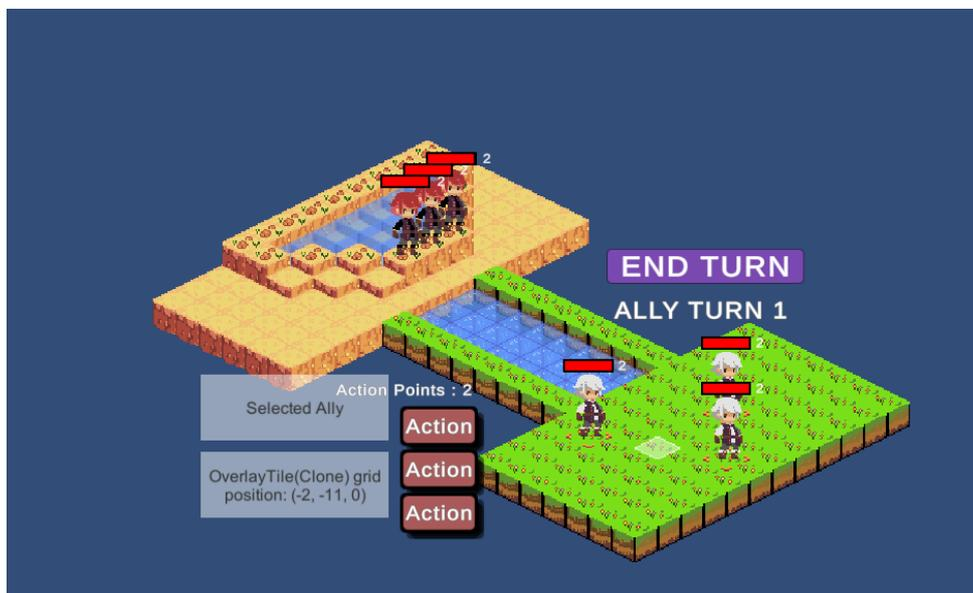 2
2
2
END TURN
ALLY TURN 1
2
2
2
Action Points : 2
Selected Ally
Action
OverlayTile(Clone) grid
position: (-2, -11, 0)
Action
Action